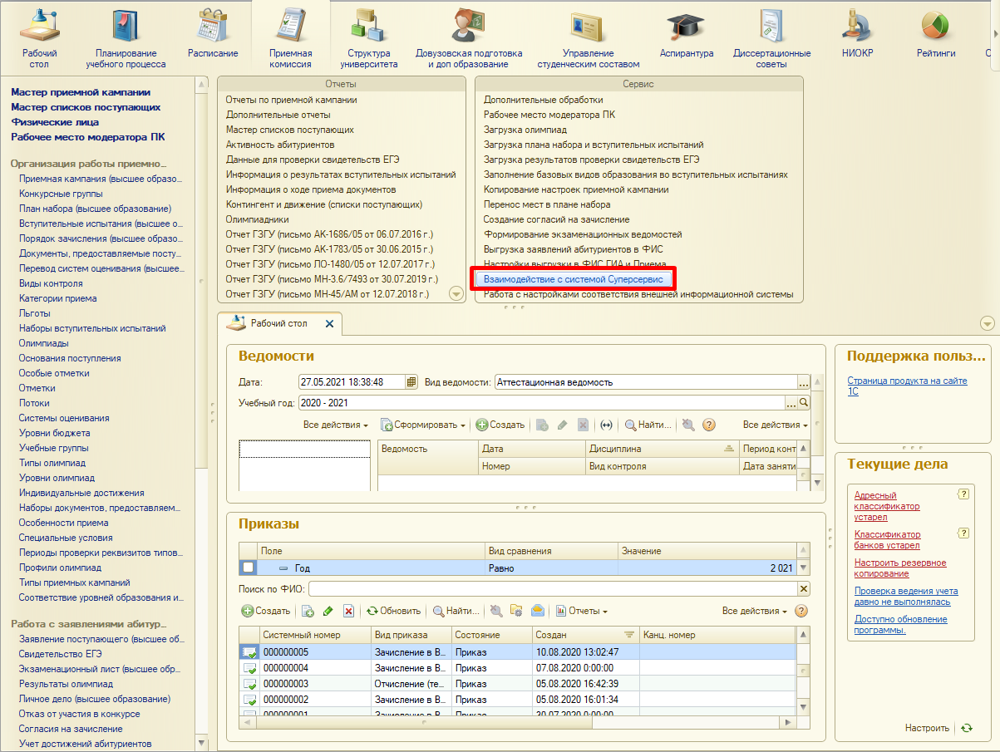 Рабочий
стол
Планирование
учебного процесса
Расписание
Приемная
комиссия
Структура
университета
Довузовская подготовка
и доп образование
Управление
студенческим составом
Аспирантура
Диссертационные
советы
НИОКР
Рейтинги
С
Мастер приемной кампании
Мастер списков поступающих
Физические лица
Рабочее место модератора ПК
Организация работы приемно...
Приемная кампания (высшее образо...
Конкурсные группы
План набора (высшее образование)
Вступительные испытания (высшее о...
Порядок зачисления (высшее образо...
Документы, предоставляемые посту...
Перевод систем оценивания (высшее...
Виды контроля
Категории приема
Льготы
Наборы вступительных испытаний
Олимпиады
Основания поступления
Особые отметки
Отметки
Потоки
Системы оценивания
Уровни бюджета
Учебные группы
Типы олимпиад
Уровни олимпиад
Индивидуальные достижения
Наборы документов, предоставляем...
Особенности приема
Специальные условия
Периоды проверки реквизитов типов...
Профили олимпиад
Типы приемных кампаний
Соответствие уровней образования и...
Работа с заявлениями абитур...
Заявление поступающего (высшее об...
Свидетельство ЕГЭ
Экзаменационный лист (высшее обр...
Результаты олимпиад
Личное дело (высшее образование)
Отказ от участия в конкурсе
Согласия на зачисление
Учет достижений абитуриентов
Отчеты
Отчеты по приемной кампании
Дополнительные отчеты
Мастер списков поступающих
Активность абитуриентов
Данные для проверки свидетельств ЕГЭ
Информация о результатах вступительных испытаний
Информация о ходе приема документов
Контингент и движение (списки поступающих)
Олимпиадники
Отчет ГЗГУ (письмо АК-1686/05 от 06.07.2016 г.)
Отчет ГЗГУ (письмо АК-1783/05 от 30.06.2015 г.)
Отчет ГЗГУ (письмо ЛО-1480/05 от 12.07.2017 г.)
Отчет ГЗГУ (письмо МН-3.6/7493 от 30.07.2019 г.)
Отчет ГЗГУ (письмо МН-45/АМ от 12.07.2018 г.)
Сервис
Дополнительные обработки
Рабочее место модератора ПК
Загрузка олимпиад
Загрузка плана набора и вступительных испытаний
Загрузка результатов проверки свидетельств ЕГЭ
Заполнение базовых видов образования во вступительных испытаниях
Копирование настроек приемной кампании
Перенос мест в плане набора
Создание согласий на зачисление
Формирование экзаменационных ведомостей
Выгрузка заявлений абитуриентов в ФИС
Настройки выгрузки в ФИС ГИА и Приема
Взаимодействие с системой Суперсервис
Работа с настройками соответствия внешней информационной системы
Рабочий стол
Ведомости
Дата: 27.05.2021 18:38:48 Вид ведомости: Аттестационная ведомость ...
Учебный год: 2020 - 2021 ...
Все действия Сформировать Создать Найти... Все действия
Ведомость Дата Дисциплина Период конт
Номер Вид контроля Дата заняти
Приказы
Поле Вид сравнения Значение
Год Равно 2 021
Поиск по ФИО:
Создать Обновить Найти... Отчеты Все действия
Системный номер Вид приказа Состояние Создан Канц. номер
000000005 Зачисление в В... Приказ 10.08.2020 13:02:47
000000004 Зачисление в В... Приказ 07.08.2020 0:00:00
000000003 Отчисление (те... Приказ 05.08.2020 16:42:39
000000002 Зачисление в В... Приказ 05.08.2020 16:01:34
000000001 Зачисление в В... Приказ 30.07.2020 0:00:00
Поддержка польз...
Страница продукта на сайте
1С
Текущие дела
Адресный ?
классификатор
устарел
Классификатор ?
банков устарел
Настроить резервное
копирование
Проверка ведения учета
давно не выполнялась
Доступно обновление
программы.
Настроить